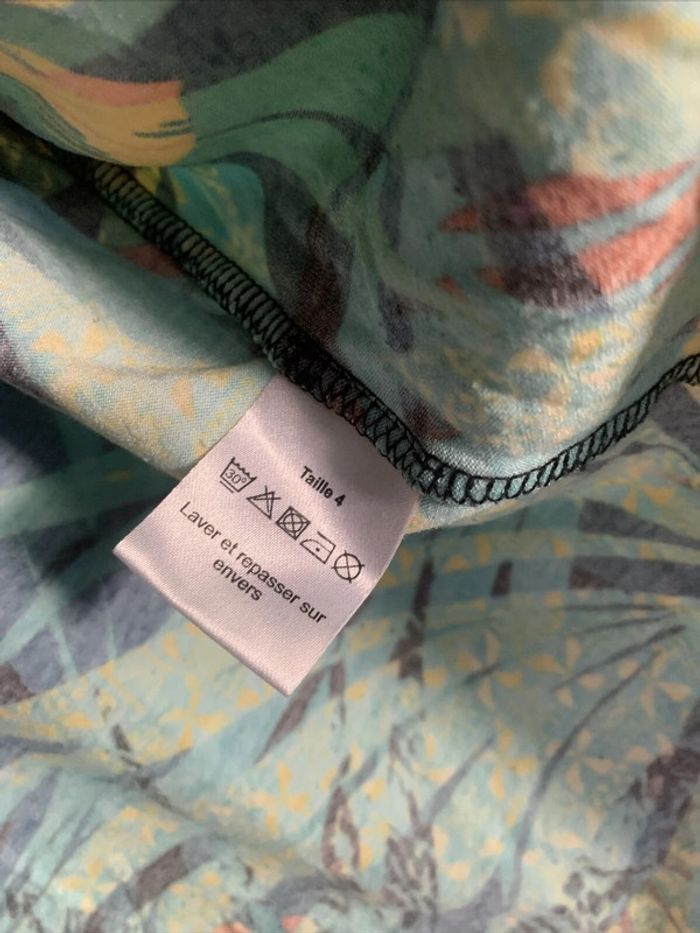 Taille 4
30°
Laver et repasser sur
envers